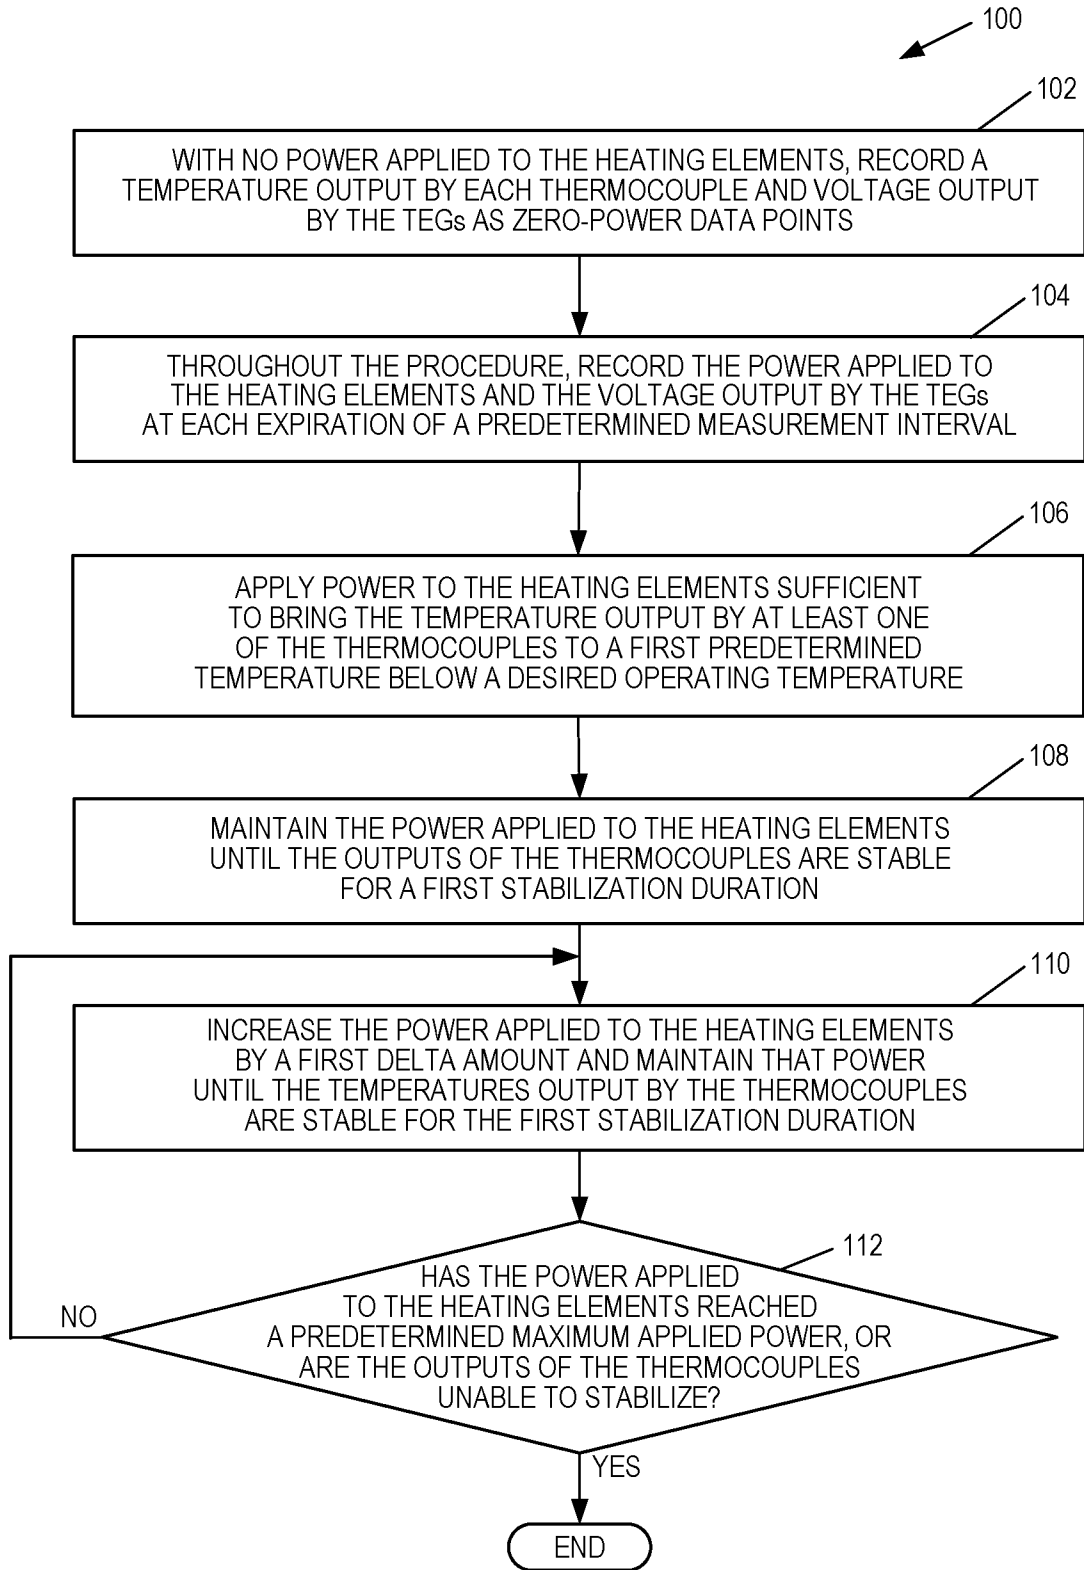 100
102
WITH NO POWER APPLIED TO THE HEATING ELEMENTS, RECORD A
TEMPERATURE OUTPUT BY EACH THERMOCOUPLE AND VOLTAGE OUTPUT
BY THE TEGs AS ZERO-POWER DATA POINTS
104
THROUGHOUT THE PROCEDURE, RECORD THE POWER APPLIED TO
THE HEATING ELEMENTS AND THE VOLTAGE OUTPUT BY THE TEGs
AT EACH EXPIRATION OF A PREDETERMINED MEASUREMENT INTERVAL
106
APPLY POWER TO THE HEATING ELEMENTS SUFFICIENT
TO BRING THE TEMPERATURE OUTPUT BY AT LEAST ONE
OF THE THERMOCOUPLES TO A FIRST PREDETERMINED
TEMPERATURE BELOW A DESIRED OPERATING TEMPERATURE
108
MAINTAIN THE POWER APPLIED TO THE HEATING ELEMENTS
UNTIL THE OUTPUTS OF THE THERMOCOUPLES ARE STABLE
FOR A FIRST STABILIZATION DURATION
110
INCREASE THE POWER APPLIED TO THE HEATING ELEMENTS
BY A FIRST DELTA AMOUNT AND MAINTAIN THAT POWER
UNTIL THE TEMPERATURES OUTPUT BY THE THERMOCOUPLES
ARE STABLE FOR THE FIRST STABILIZATION DURATION
112
HAS THE POWER APPLIED
TO THE HEATING ELEMENTS REACHED
A PREDETERMINED MAXIMUM APPLIED POWER, OR
ARE THE OUTPUTS OF THE THERMOCOUPLES
UNABLE TO STABILIZE?
NO
YES
END